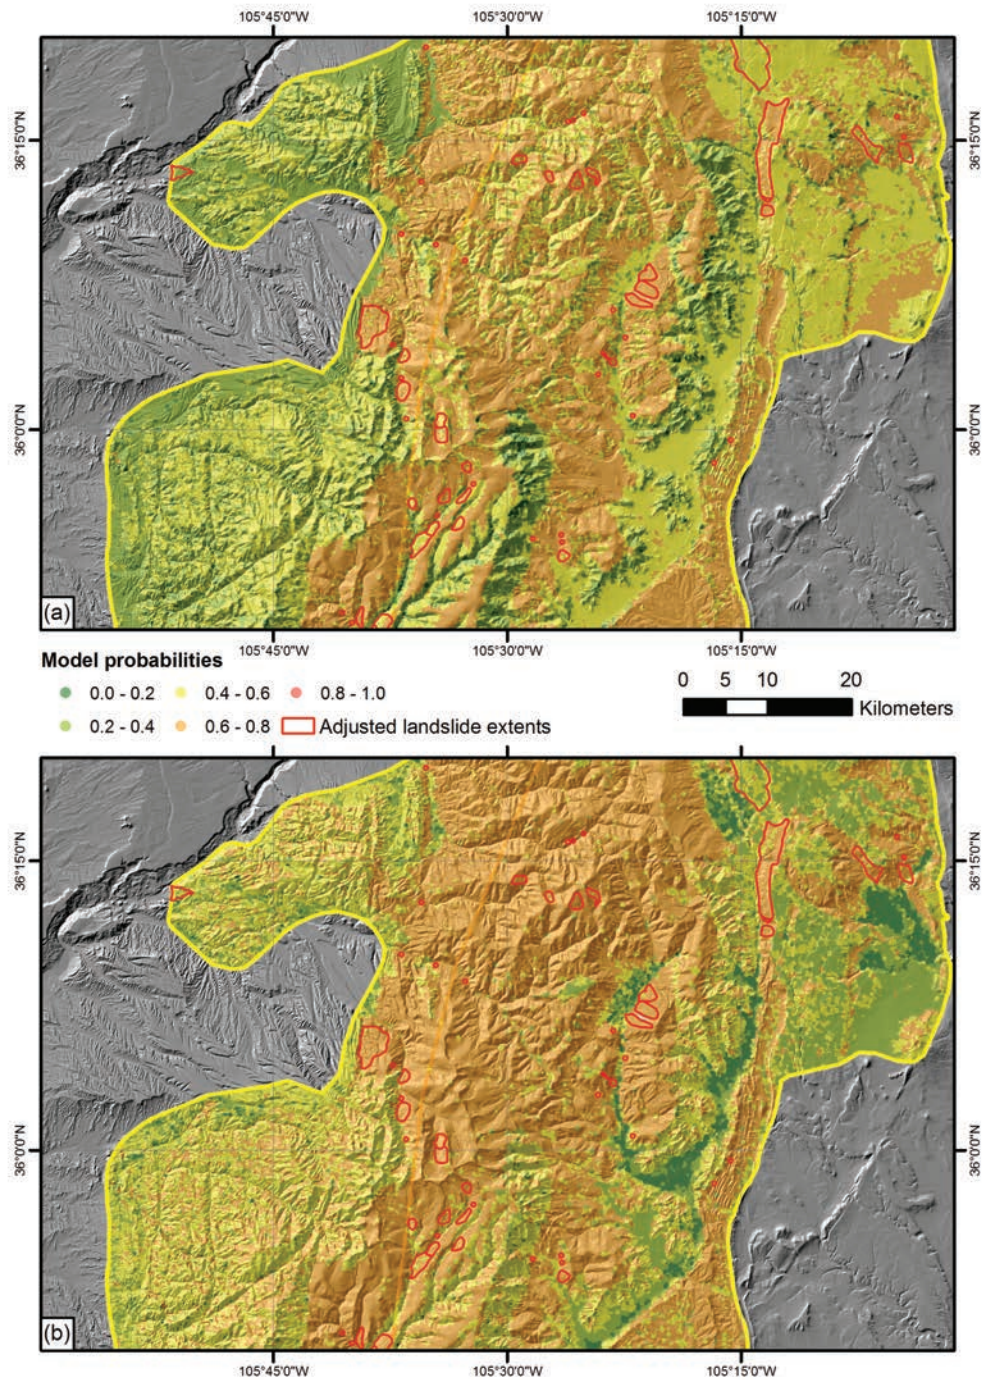 105°45'0"W 105°30'0"W 105°15'0"W
36°15'0"N 36°15'0"N
36°0'0"N 36°0'0"N
(a)
105°45'0"W 105°30'0"W 105°15'0"W
Model probabilities
0.0 - 0.2 0.4 - 0.6 0.8 - 1.0
0.2 - 0.4 0.6 - 0.8 Adjusted landslide extents
0 5 10 20
Kilometers
36°15'0"N 36°15'0"N
36°0'0"N 36°0'0"N
(b)
105°45'0"W 105°30'0"W 105°15'0"W